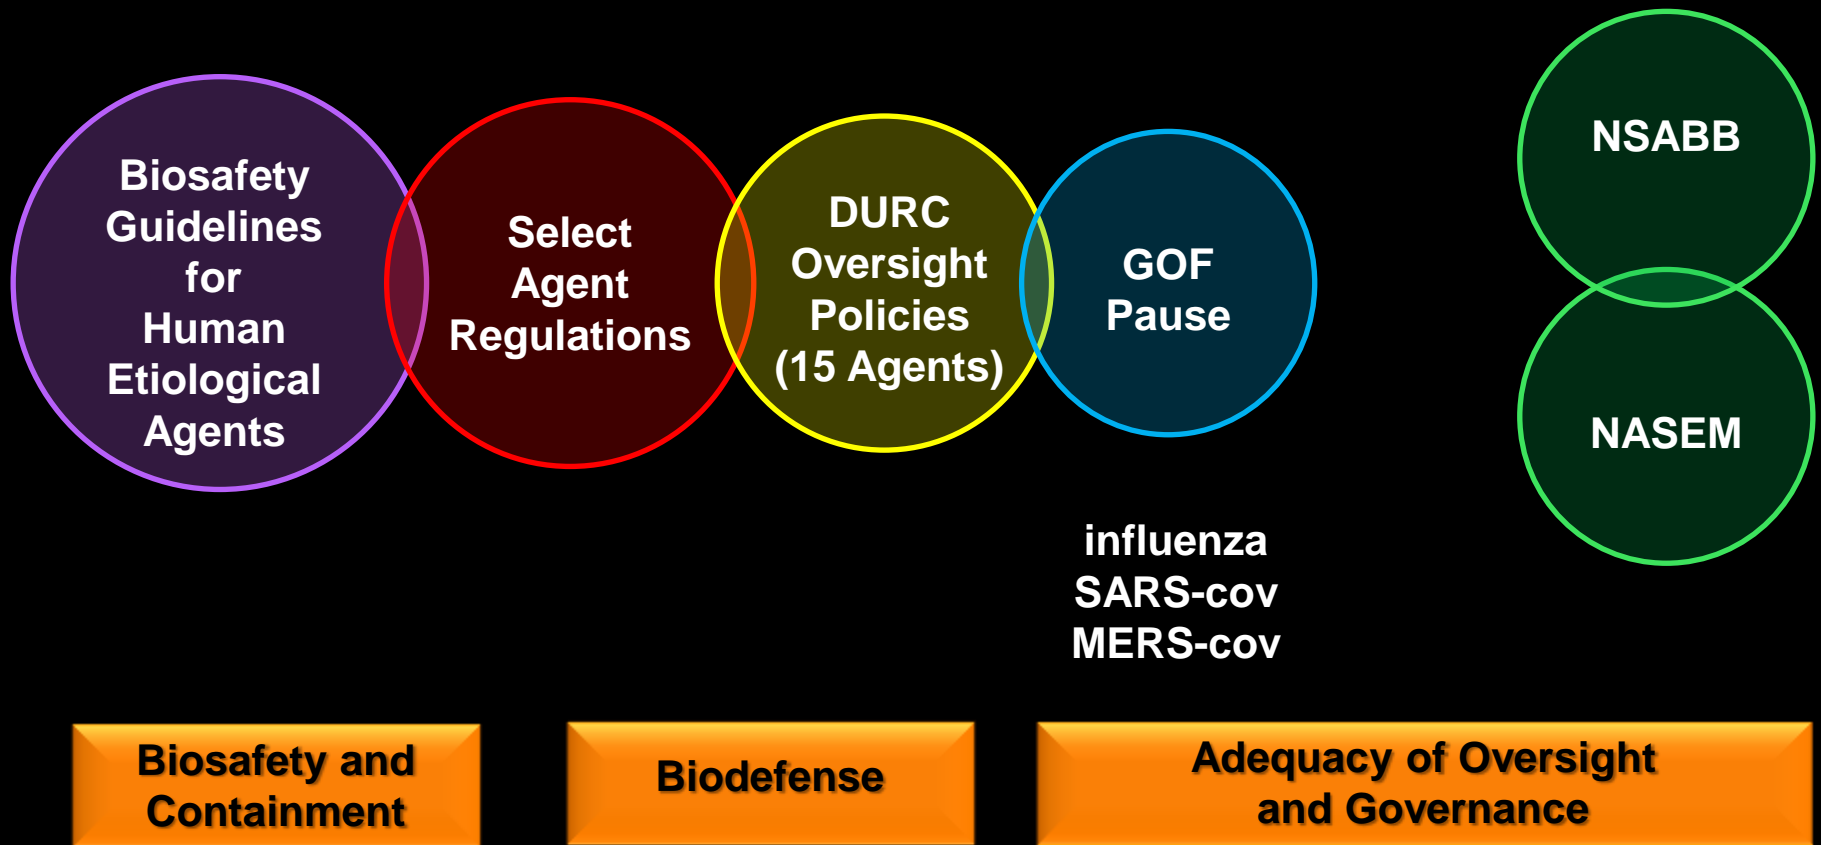 Biosafety
Guidelines
for
Human
Etiological
Agents
Select
Agent
Regulations
DURC
Oversight
Policies
(15 Agents)
GOF
Pause
influenza
SARS-cov
MERS-cov
NSABB
NASEM
Biosafety and
Containment
Biodefense
Adequacy of Oversight
and Governance